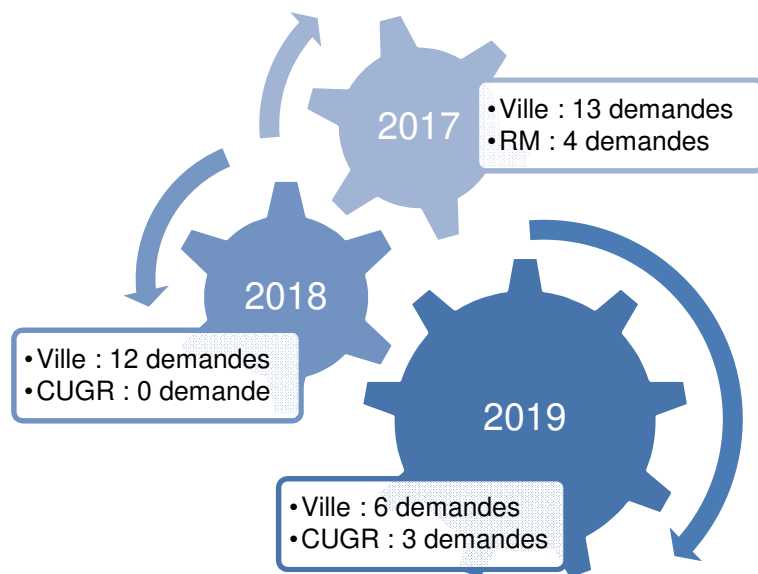 2017
•Ville : 13 demandes
•RM : 4 demandes
2018
•Ville : 12 demandes
•CUGR : 0 demande
2019
•Ville : 6 demandes
•CUGR : 3 demandes